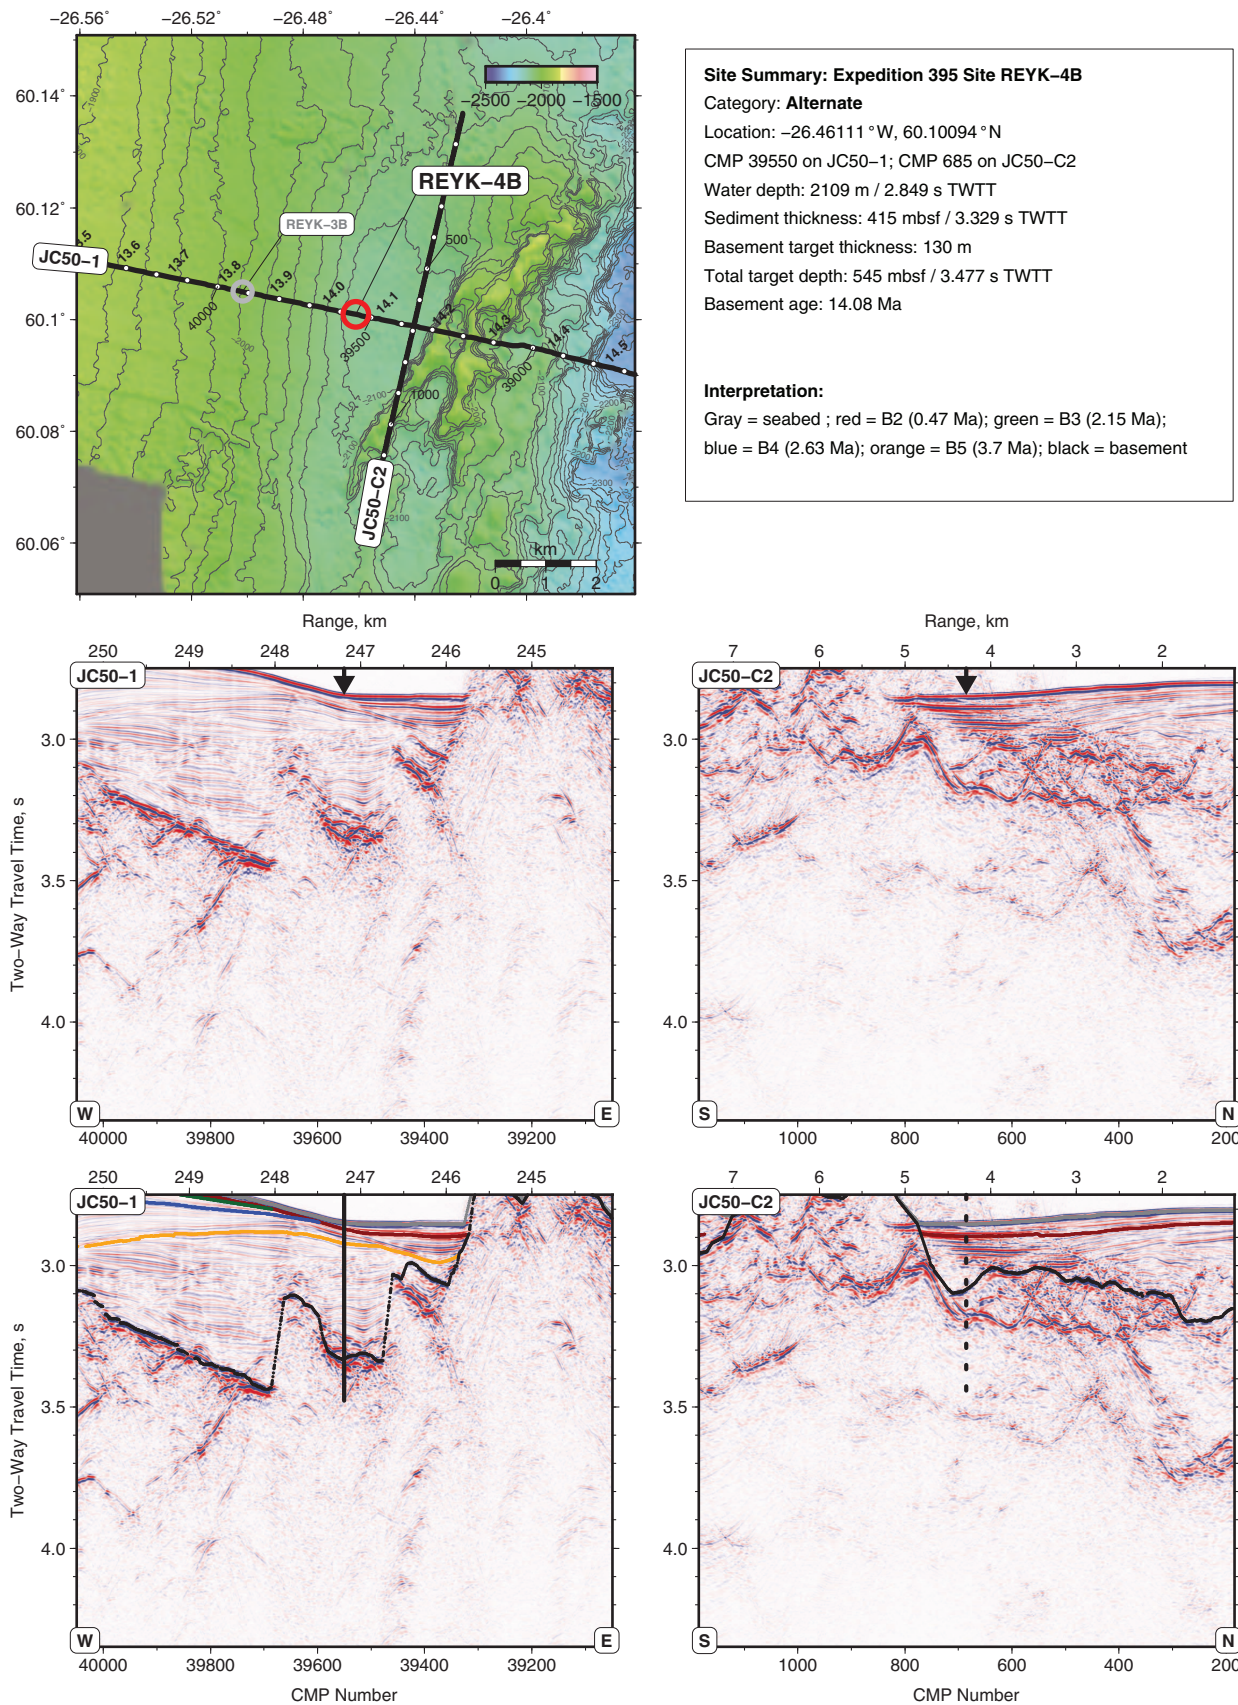 −26.56˚ −26.52˚ −26.48˚ −26.44˚ −26.4˚
60.14˚
60.12˚
60.1˚
60.08˚
60.06˚
−2500 −2000 −1500
−1900
REYK−4B
REYK−3B
JC50−1
3.5 13.6 13.7 13.8 13.9 14.0 14.1 14.2 14.3 14.4 14.5
40000
39500
39000
500
1000
−2000
−2100
−2100
−2100
−2100
−2200
−2200
−2300
JC50−C2
km
0 1 2
Site Summary: Expedition 395 Site REYK−4B
Category: Alternate
Location: −26.46111 °W, 60.10094 °N
CMP 39550 on JC50−1; CMP 685 on JC50−C2
Water depth: 2109 m / 2.849 s TWTT
Sediment thickness: 415 mbsf / 3.329 s TWTT
Basement target thickness: 130 m
Total target depth: 545 mbsf / 3.477 s TWTT
Basement age: 14.08 Ma
Interpretation:
Gray = seabed ; red = B2 (0.47 Ma); green = B3 (2.15 Ma);
blue = B4 (2.63 Ma); orange = B5 (3.7 Ma); black = basement
Range, km
250 249 248 247 246 245
JC50−1
Two−Way Travel Time, s
3.0
3.5
4.0
W E
40000 39800 39600 39400 39200
Range, km
7 6 5 4 3 2
JC50−C2
S N
1000 800 600 400 200
250 249 248 247 246 245
JC50−1
Two−Way Travel Time, s
3.0
3.5
4.0
W E
40000 39800 39600 39400 39200
CMP Number
7 6 5 4 3 2
JC50−C2
S N
1000 800 600 400 200
CMP Number